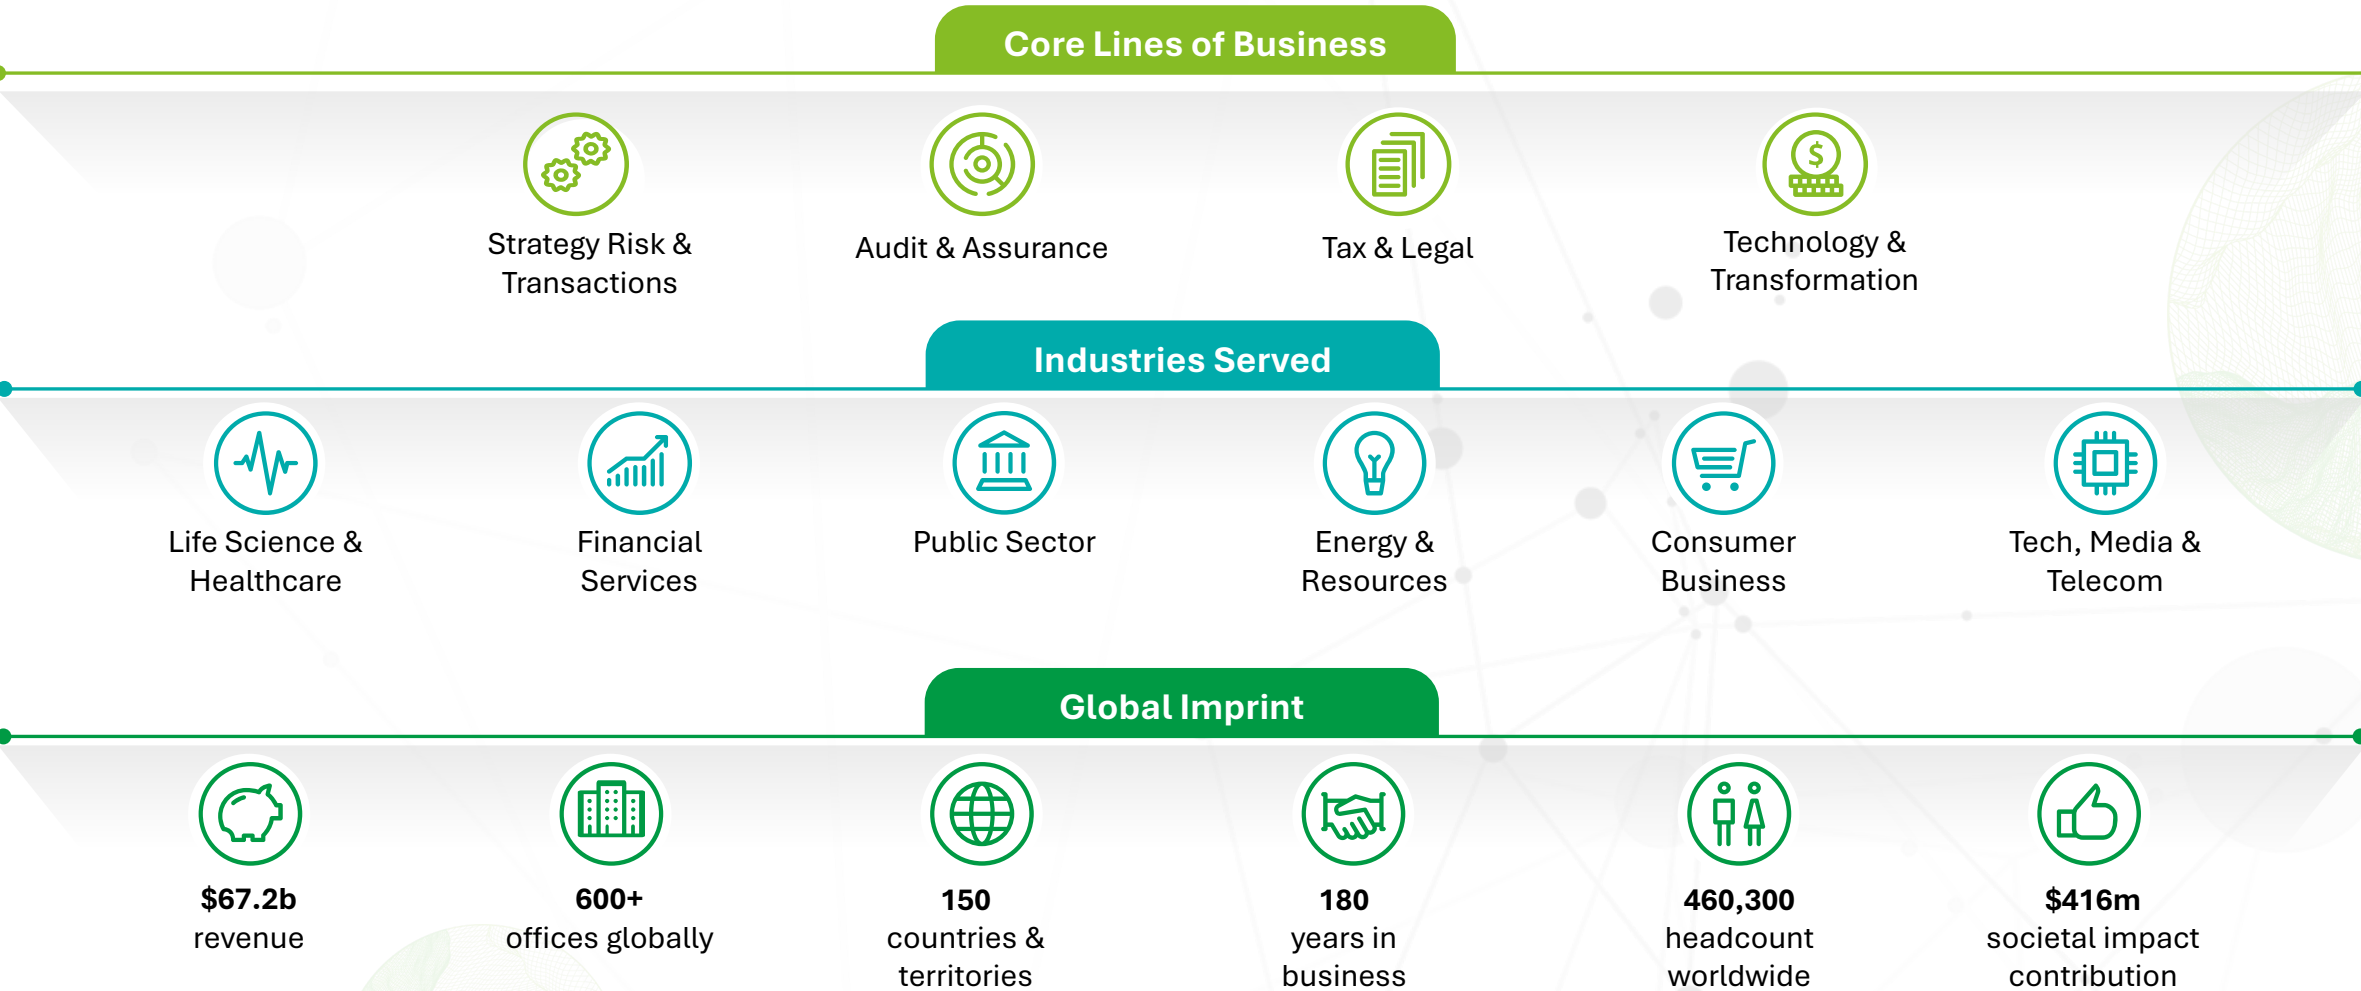 Core Lines of Business
Strategy Risk &
Transactions
Audit & Assurance
Tax & Legal
Technology &
Transformation
Industries Served
Life Science &
Healthcare
Financial
Services
Public Sector
Energy &
Resources
Consumer
Business
Tech, Media &
Telecom
Global Imprint
$67.2b
revenue
600+
offices globally
150
countries &
territories
180
years in
business
460,300
headcount
worldwide
$416m
societal impact
contribution